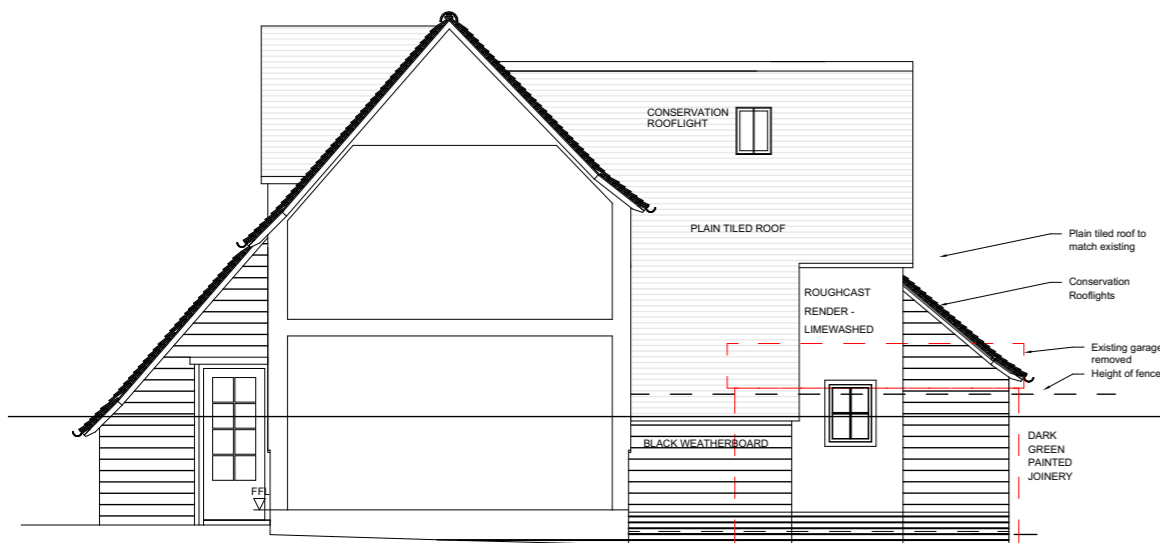 CONSERVATION
ROOFLIGHT
PLAIN TILED ROOF
Plain tiled roof to
match existing
Conservation
Rooflights
ROUGHCAST
RENDER -
LIMEWASHED
Existing garage
removed
Height of fence
BLACK WEATHERBOARD
DARK
GREEN
PAINTED
JOINERY
FFL